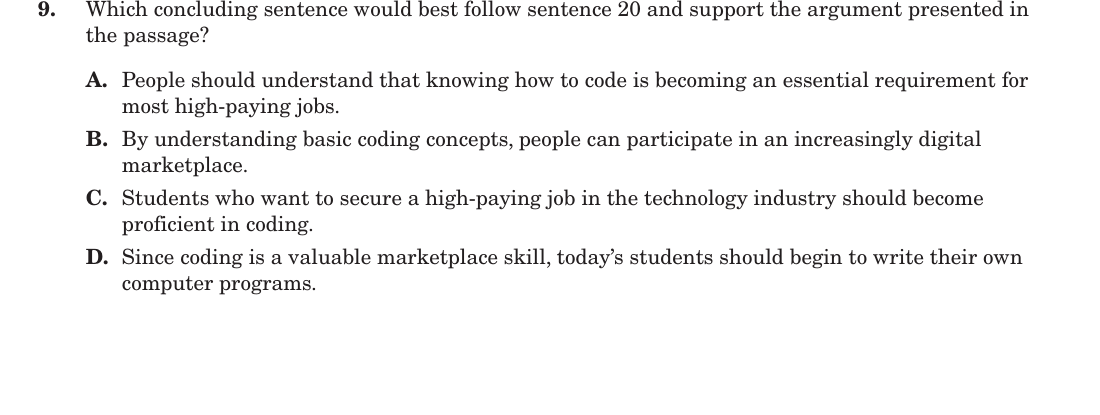 9. Which concluding sentence would best follow sentence 20 and support the argument presented in
the passage?
A. People should understand that knowing how to code is becoming an essential requirement for
most high-paying jobs.
B. By understanding basic coding concepts, people can participate in an increasingly digital
marketplace.
C. Students who want to secure a high-paying job in the technology industry should become
proficient in coding.
D. Since coding is a valuable marketplace skill, today’s students should begin to write their own
computer programs.